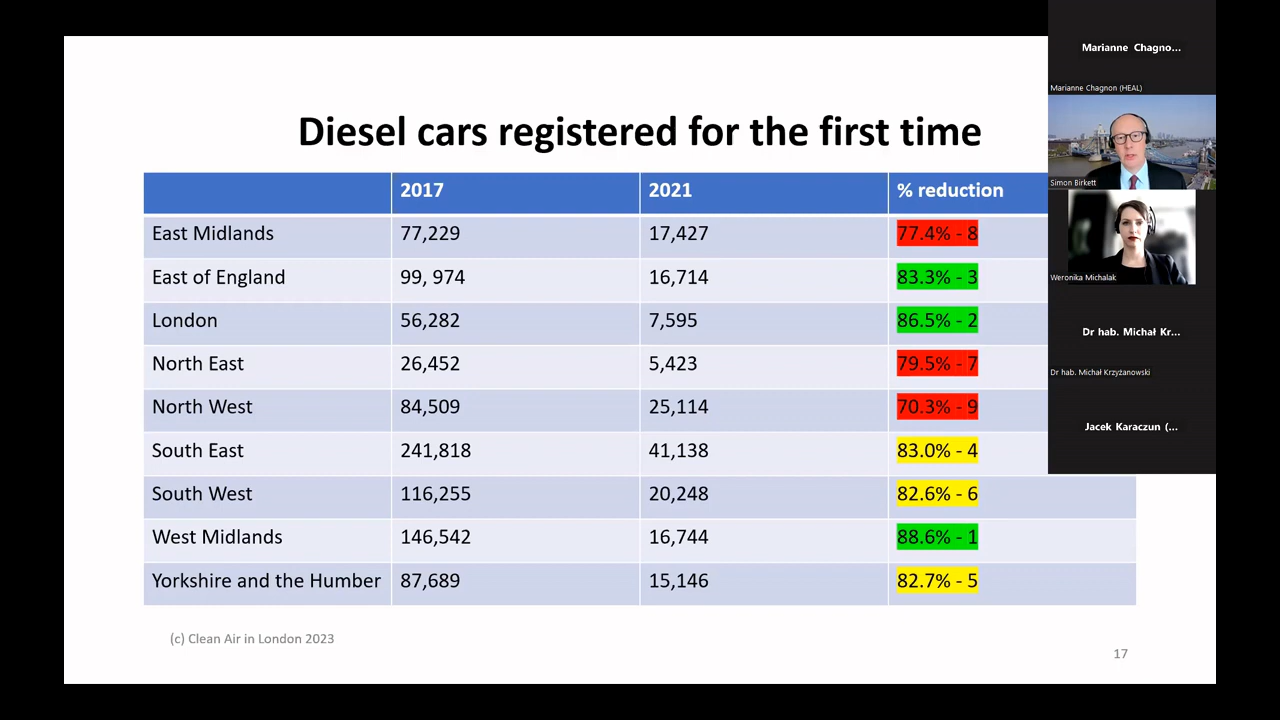 Diesel cars registered for the first time
2017 2021 % reduction
East Midlands 77,229 17,427 77.4% - 8
East of England 99, 974 16,714 83.3% - 3
London 56,282 7,595 86.5% - 2
North East 26,452 5,423 79.5% - 7
North West 84,509 25,114 70.3% - 9
South East 241,818 41,138 83.0% - 4
South West 116,255 20,248 82.6% - 6
West Midlands 146,542 16,744 88.6% - 1
Yorkshire and the Humber 87,689 15,146 82.7% - 5
(c) Clean Air in London 2023
17
Marianne Chagno...
Marianne Chagnon (HEAL)
Simon Birkett
Weronika Michalak
Dr hab. Michał Kr...
Dr hab. Michał Krzyżanowski
Jacek Karaczun (...